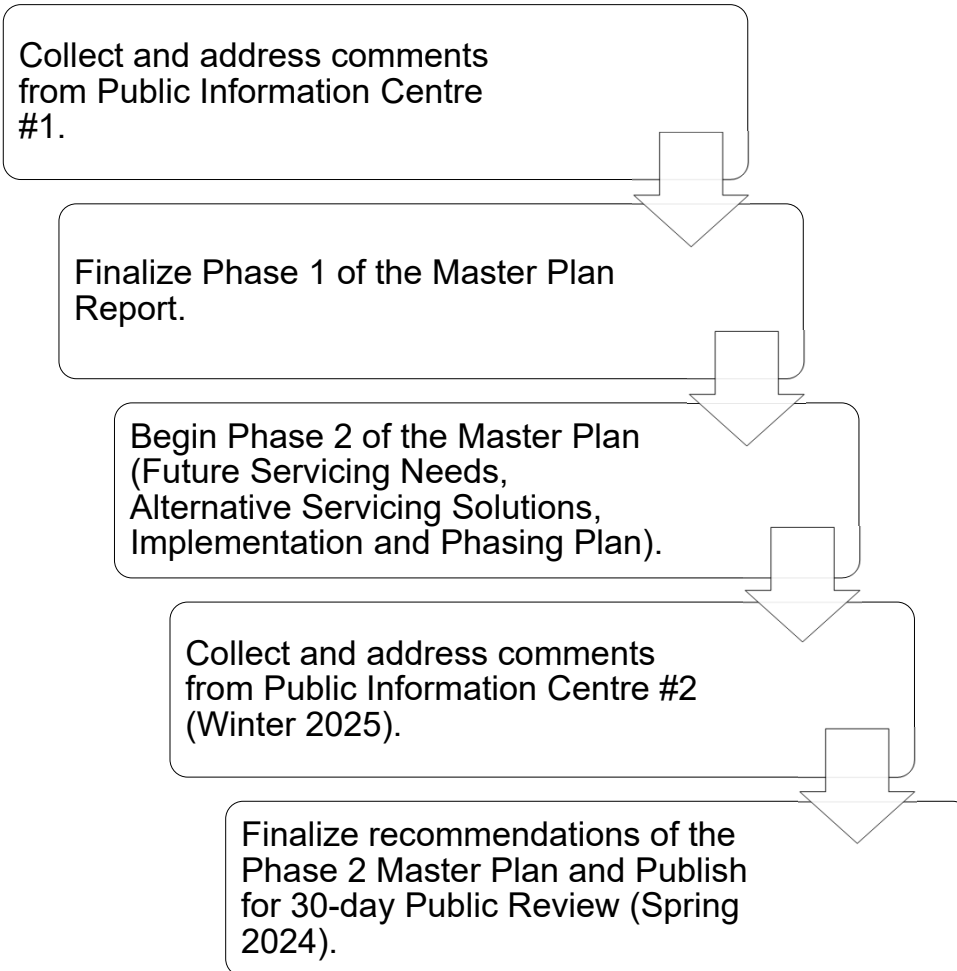 Collect and address comments
from Public Information Centre
#1.
Finalize Phase 1 of the Master Plan
Report.
Begin Phase 2 of the Master Plan
(Future Servicing Needs,
Alternative Servicing Solutions,
Implementation and Phasing Plan).
Collect and address comments
from Public Information Centre #2
(Winter 2025).
Finalize recommendations of the
Phase 2 Master Plan and Publish
for 30-day Public Review (Spring
2024).